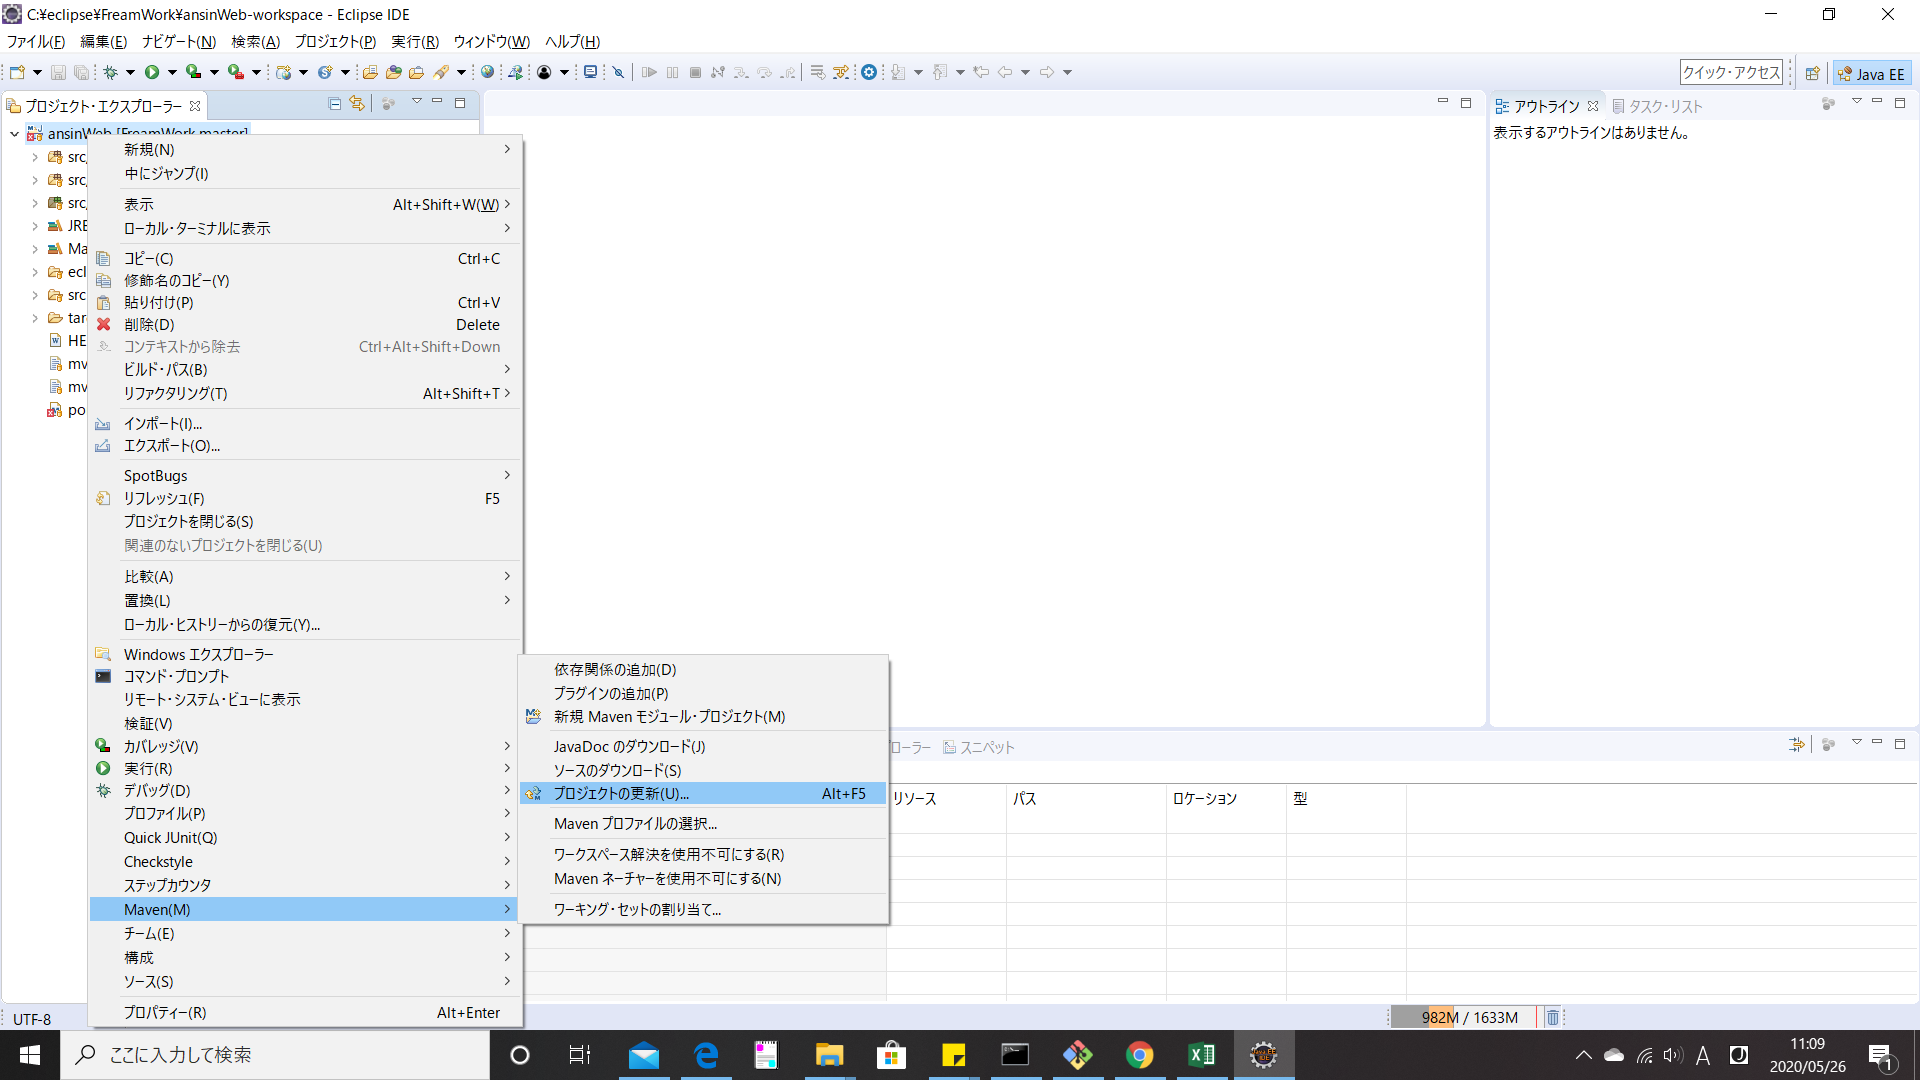 C:¥eclipse¥FreamWork¥ansinWeb-workspace - Eclipse IDE
ファイル(F) 編集(E) ナビゲート(N) 検索(A) プロジェクト(P) 実行(R) ウィンドウ(W) ヘルプ(H)
クイック・アクセス
Java EE
プロジェクト・エクスプローラー
アウトライン タスク・リスト
表示するアウトラインはありません。
ansinWeb [FreamWork master]
src
src
src
JRE
Ma
ecl
src
tar
HE
mv
mv
po
新規(N)
中にジャンプ(I)
表示 Alt+Shift+W(W)
ローカル・ターミナルに表示
コピー(C) Ctrl+C
修飾名のコピー(Y)
貼り付け(P) Ctrl+V
削除(D) Delete
コンテキストから除去 Ctrl+Alt+Shift+Down
ビルド・パス(B)
リファクタリング(T) Alt+Shift+T
インポート(I)...
エクスポート(O)...
SpotBugs
リフレッシュ(F) F5
プロジェクトを閉じる(S)
関連のないプロジェクトを閉じる(U)
比較(A)
置換(L)
ローカル・ヒストリーからの復元(Y)...
Windows エクスプローラー
コマンド・プロンプト
リモート・システム・ビューに表示
検証(V)
カバレッジ(V)
実行(R)
デバッグ(D)
プロファイル(P)
Quick JUnit(Q)
Checkstyle
ステップカウンタ
Maven(M)
チーム(E)
構成
ソース(S)
プロパティー(R) Alt+Enter
依存関係の追加(D)
プラグインの追加(P)
新規 Maven モジュール・プロジェクト(M)
JavaDoc のダウンロード(J)
ソースのダウンロード(S)
プロジェクトの更新(U)... Alt+F5
Maven プロファイルの選択...
ワークスペース解決を使用不可にする(R)
Maven ネーチャーを使用不可にする(N)
ワーキング・セットの割り当て...
ローラー スニペット
リソース パス ロケーション 型
UTF-8
982M / 1633M
ここに入力して検索
A
11:09
2020/05/26
1